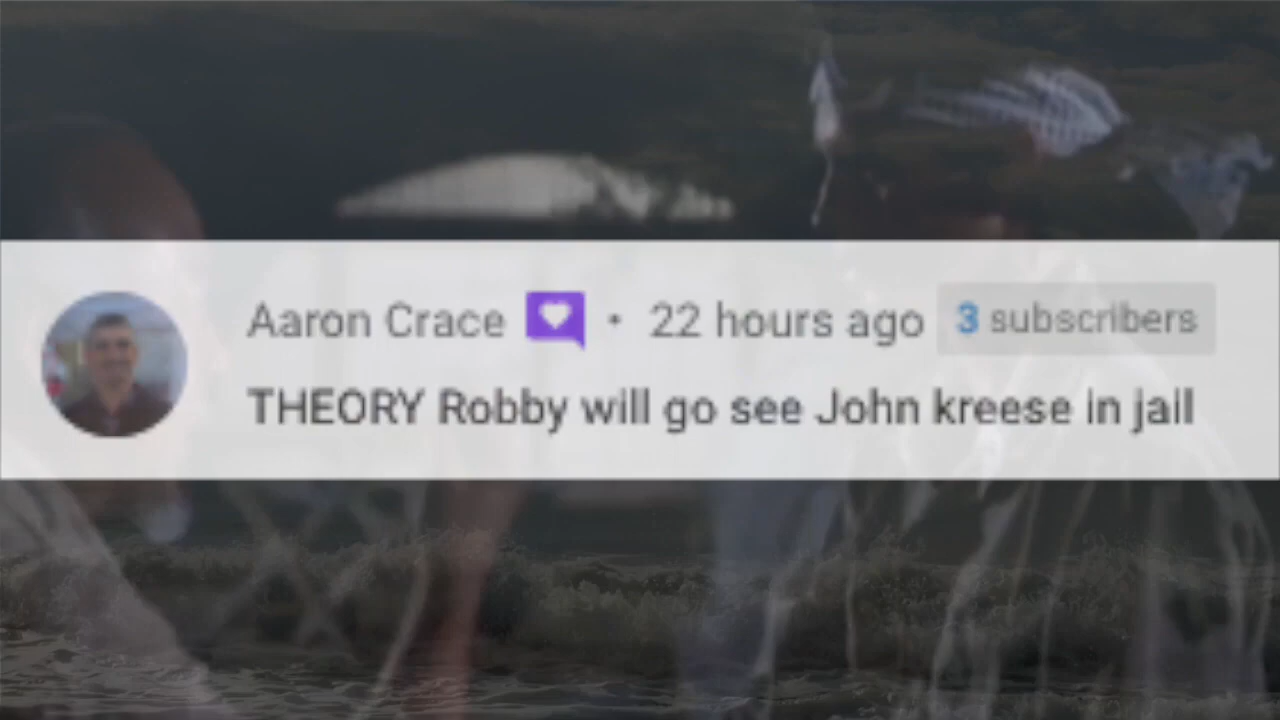 Aaron Crace • 22 hours ago 3 subscribers
THEORY Robby will go see John kreese in jail